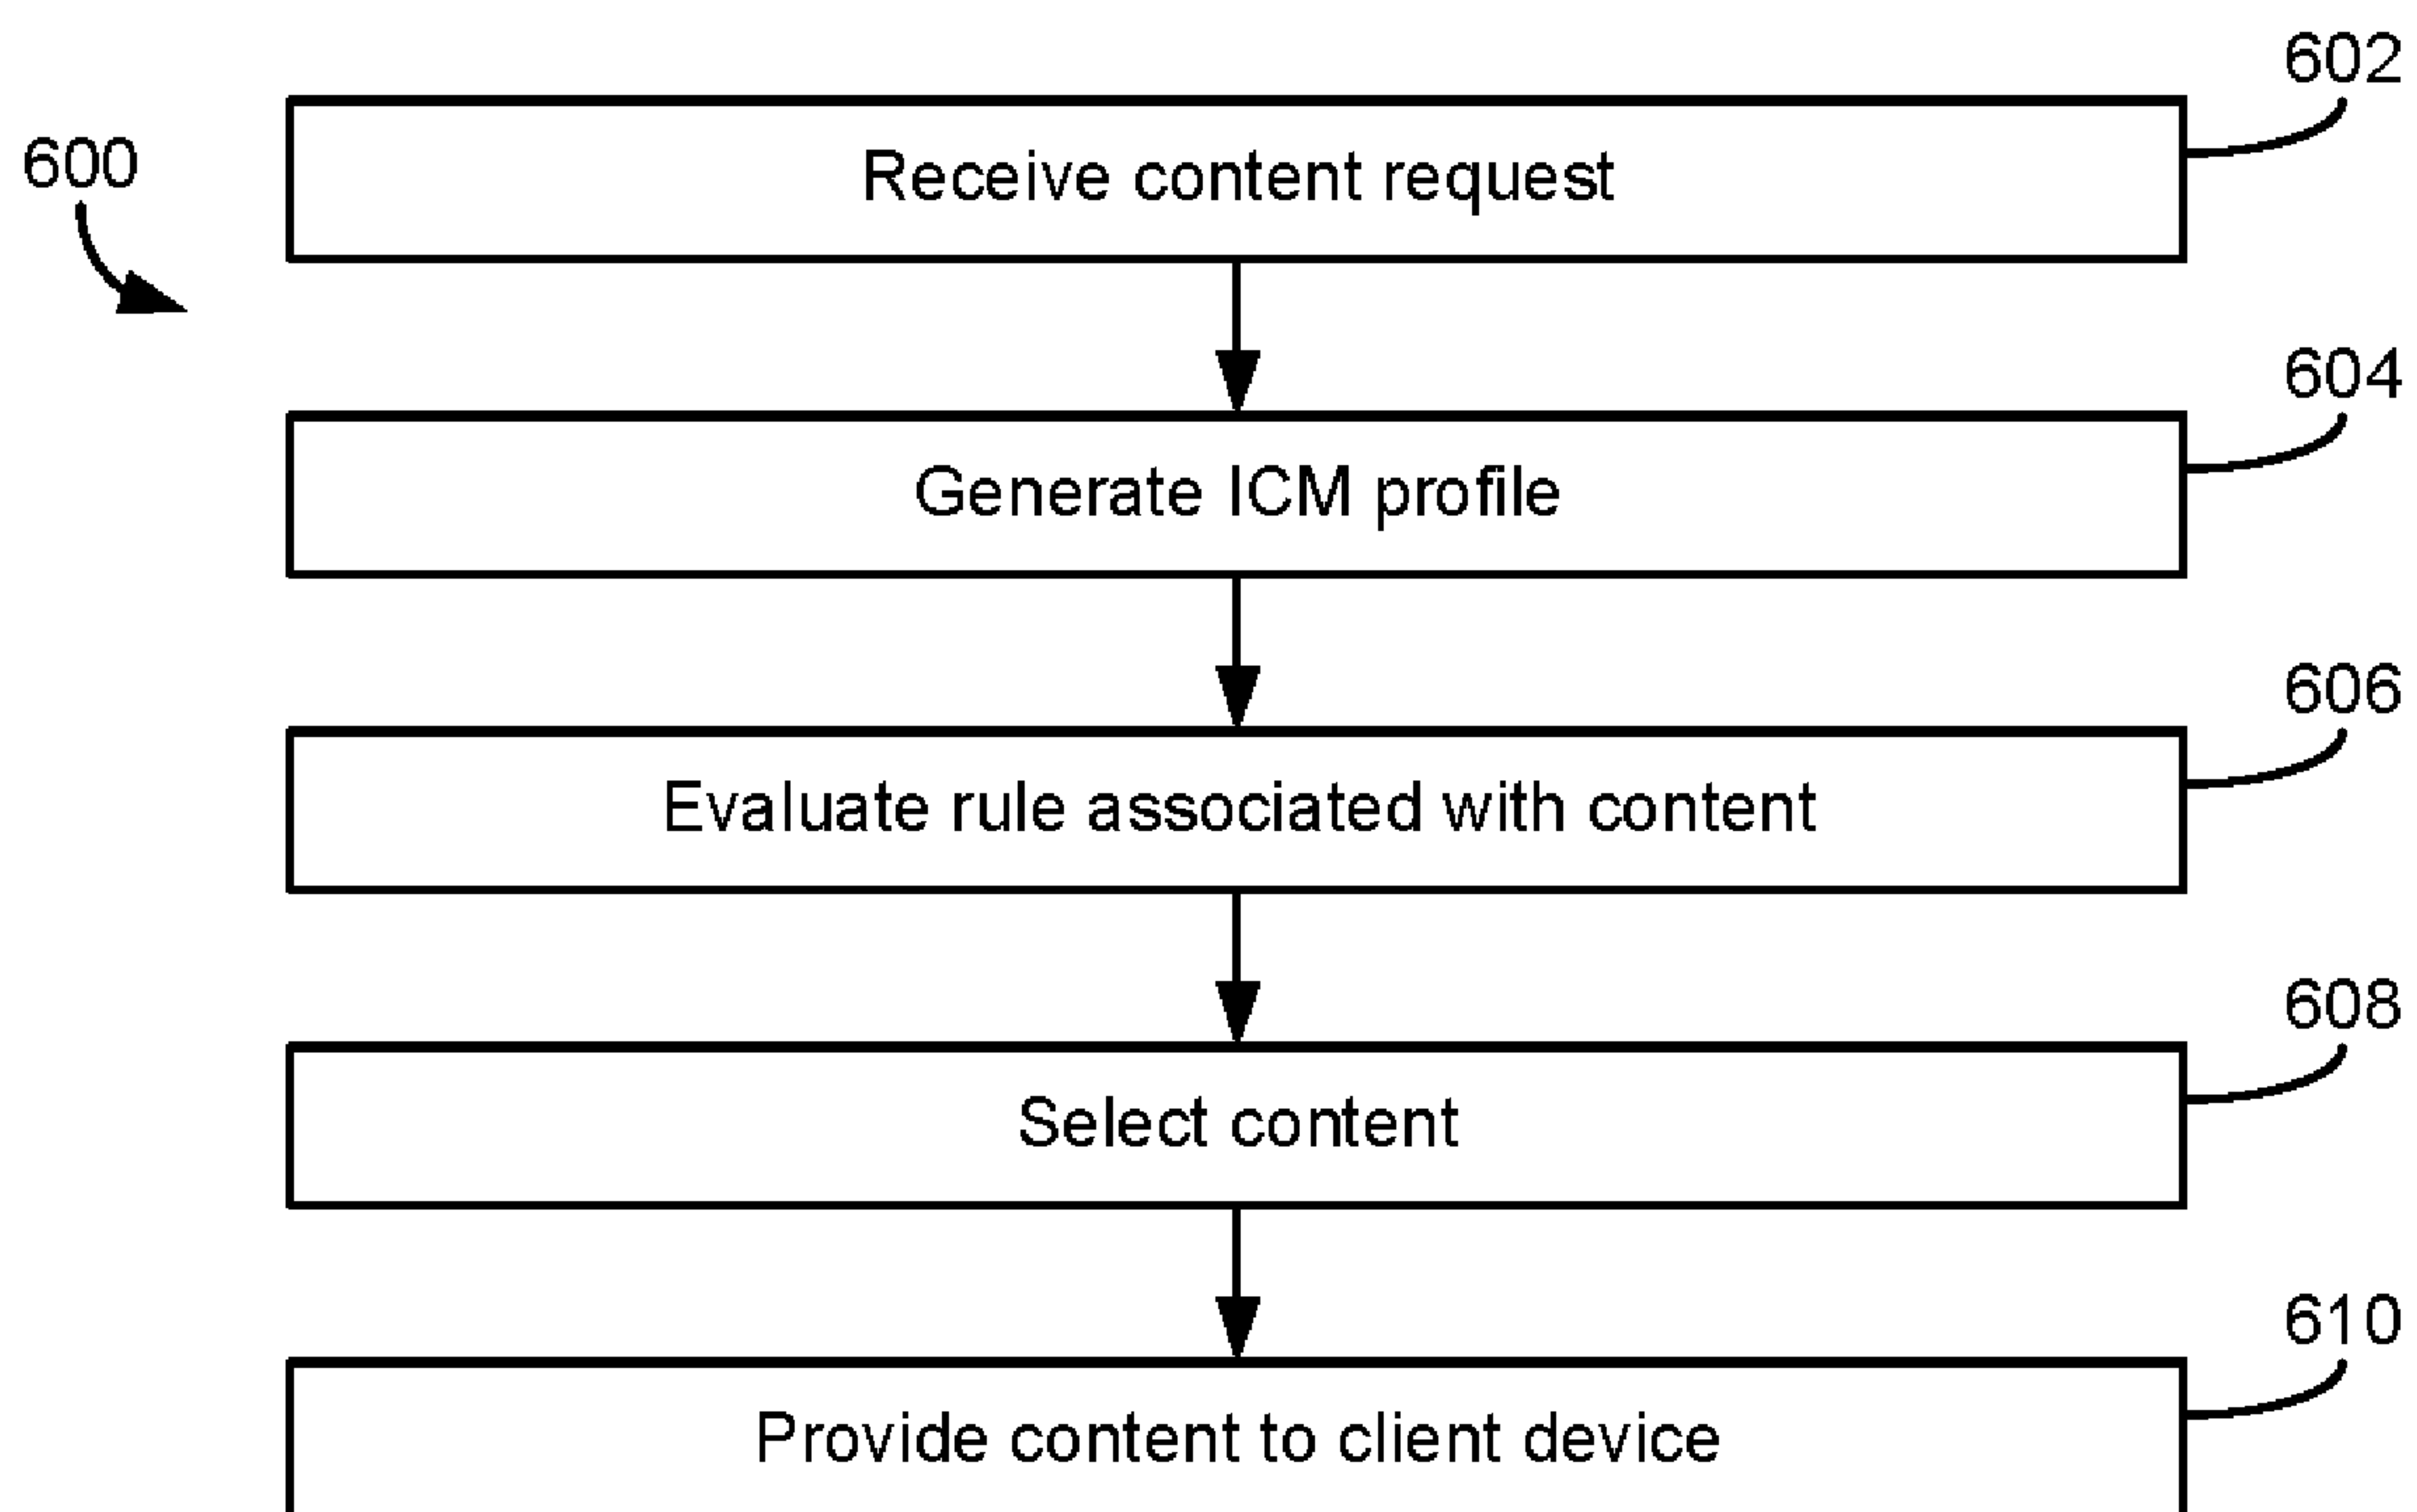 602
600
Receive content request
604
Generate ICM profile
606
Evaluate rule associated with content
608
Select content
610
Provide content to client device